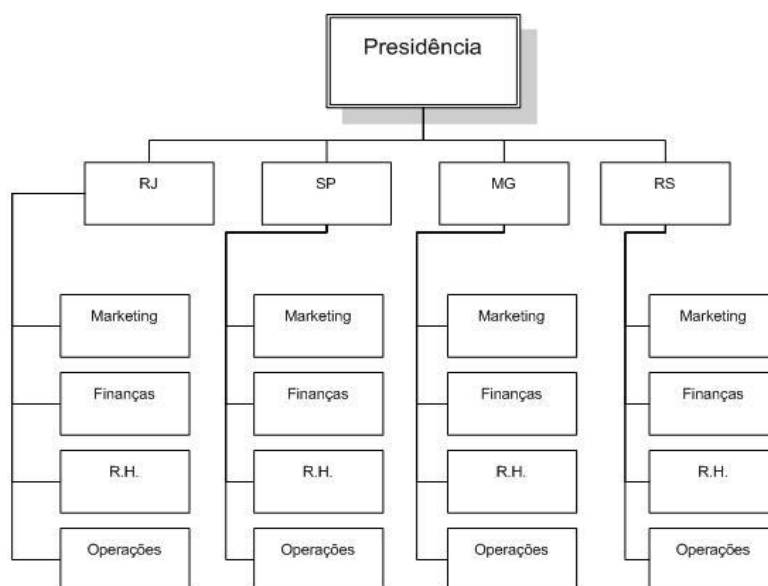 Presidência
RJ SP MG RS
Marketing Marketing Marketing Marketing
Finanças Finanças Finanças Finanças
R.H. R.H. R.H. R.H.
Operações Operações Operações Operações